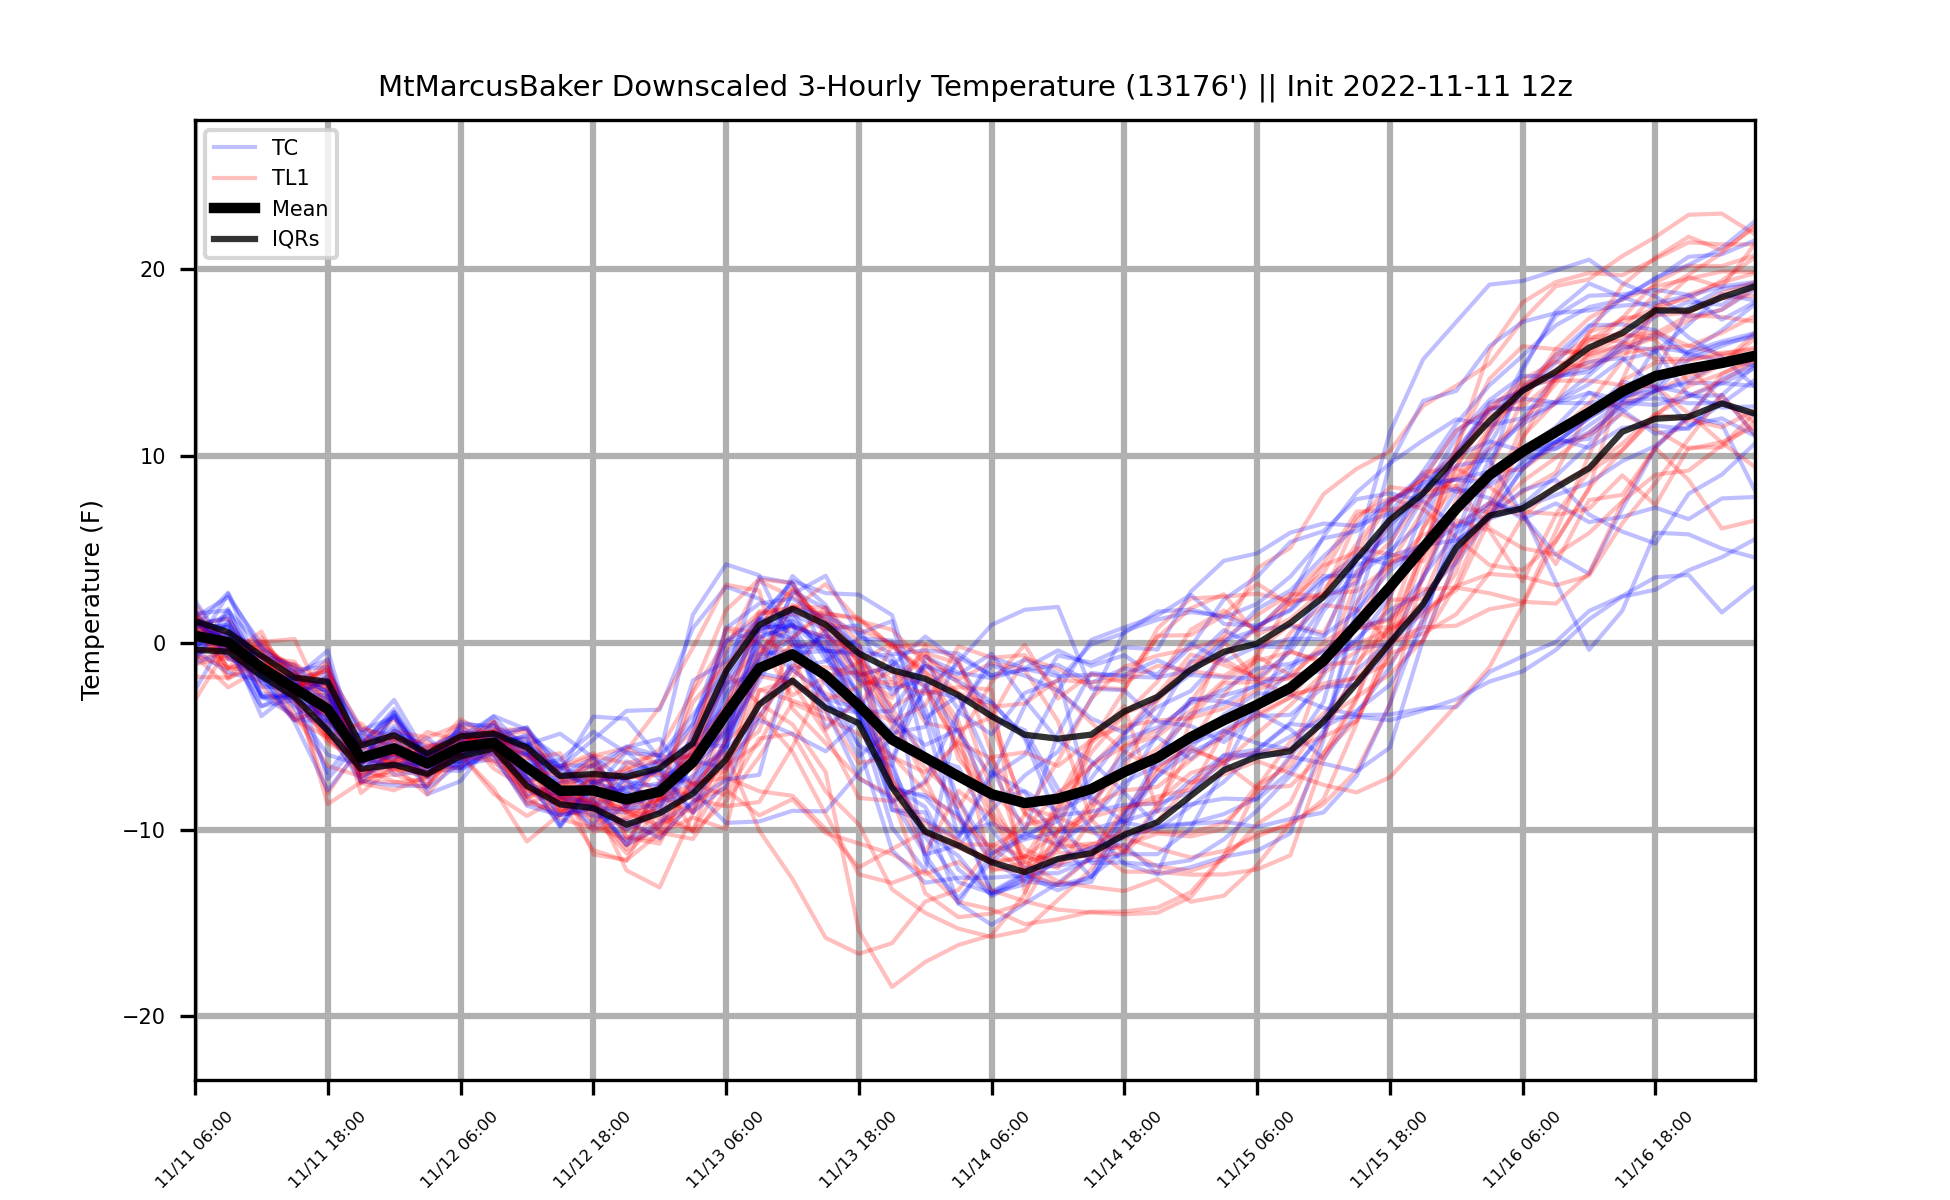 MtMarcusBaker Downscaled 3-Hourly Temperature (13176') || Init 2022-11-11 12z
TC
TL1
Mean
IQRs
Temperature (F)
20
10
0
−10
−20
11/11 06:00
11/11 18:00
11/12 06:00
11/12 18:00
11/13 06:00
11/13 18:00
11/14 06:00
11/14 18:00
11/15 06:00
11/15 18:00
11/16 06:00
11/16 18:00